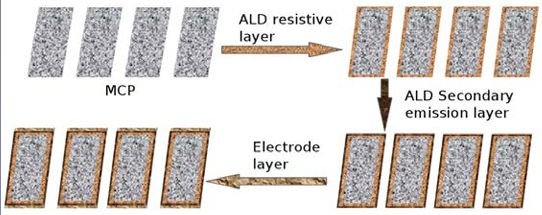 ALD resistive
layer
MCP
ALD Secondary
emission layer
Electrode
layer